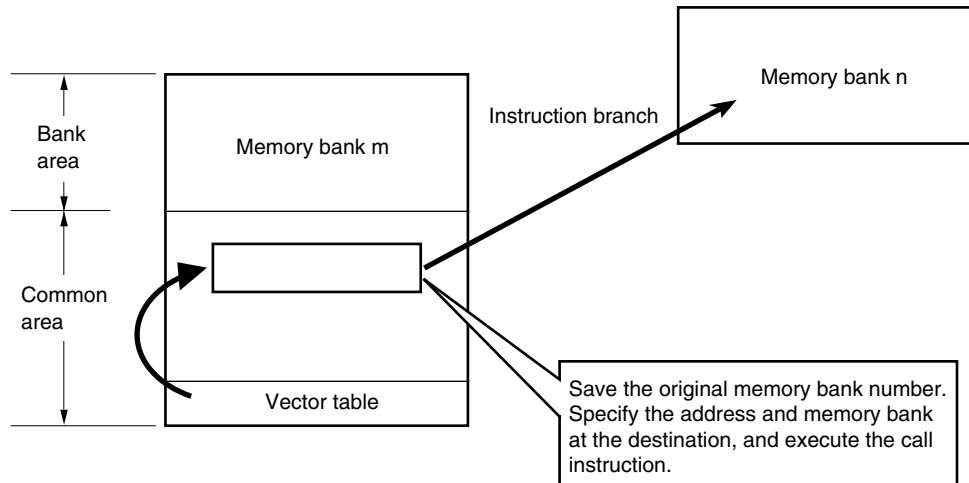 Memory bank n
Instruction branch
Bank
area
Memory bank m
Common
area
Vector table
Save the original memory bank number.
Specify the address and memory bank
at the destination, and execute the call
instruction.